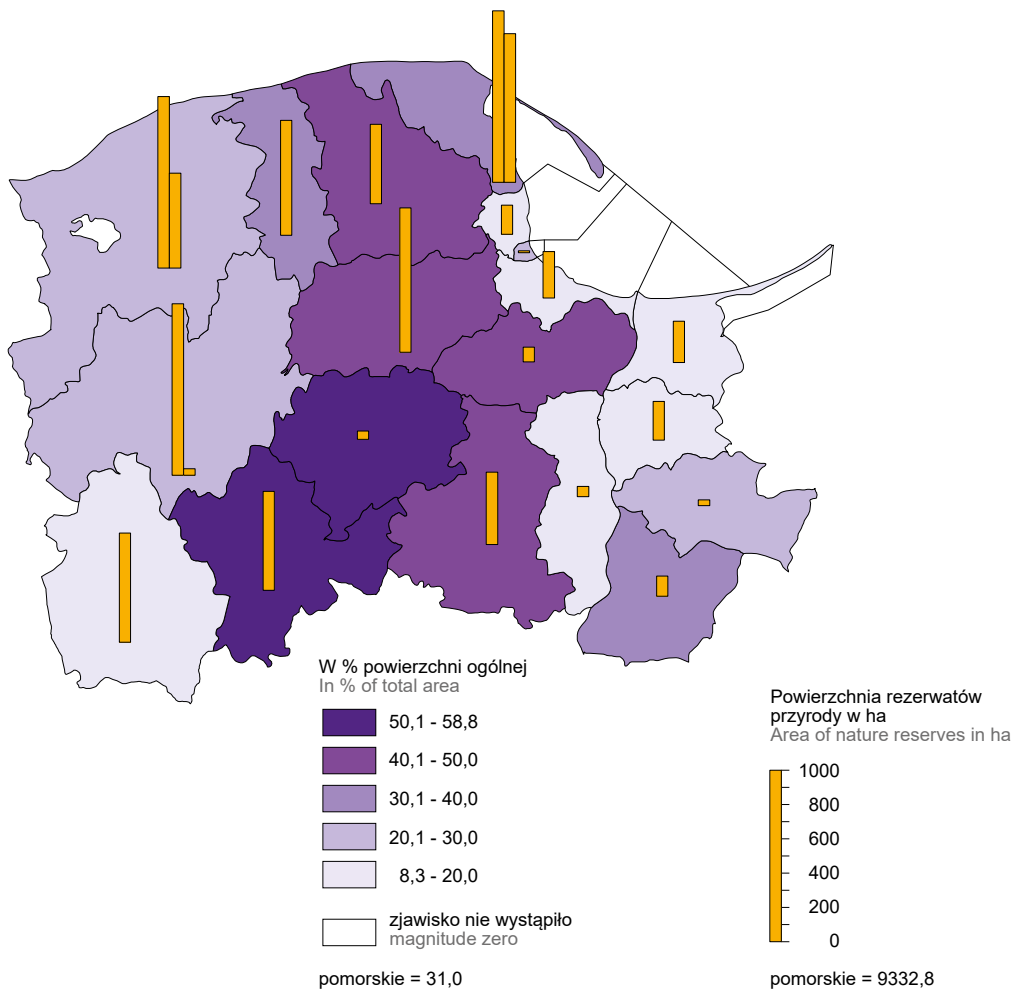 W % powierzchni ogólnej
In % of total area
50,1 - 58,8
40,1 - 50,0
30,1 - 40,0
20,1 - 30,0
8,3 - 20,0
zjawisko nie wystąpiło
magnitude zero
pomorskie = 31,0
Powierzchnia rezerwatów
przyrody w ha
Area of nature reserves in ha
1000
800
600
400
200
0
pomorskie = 9332,8